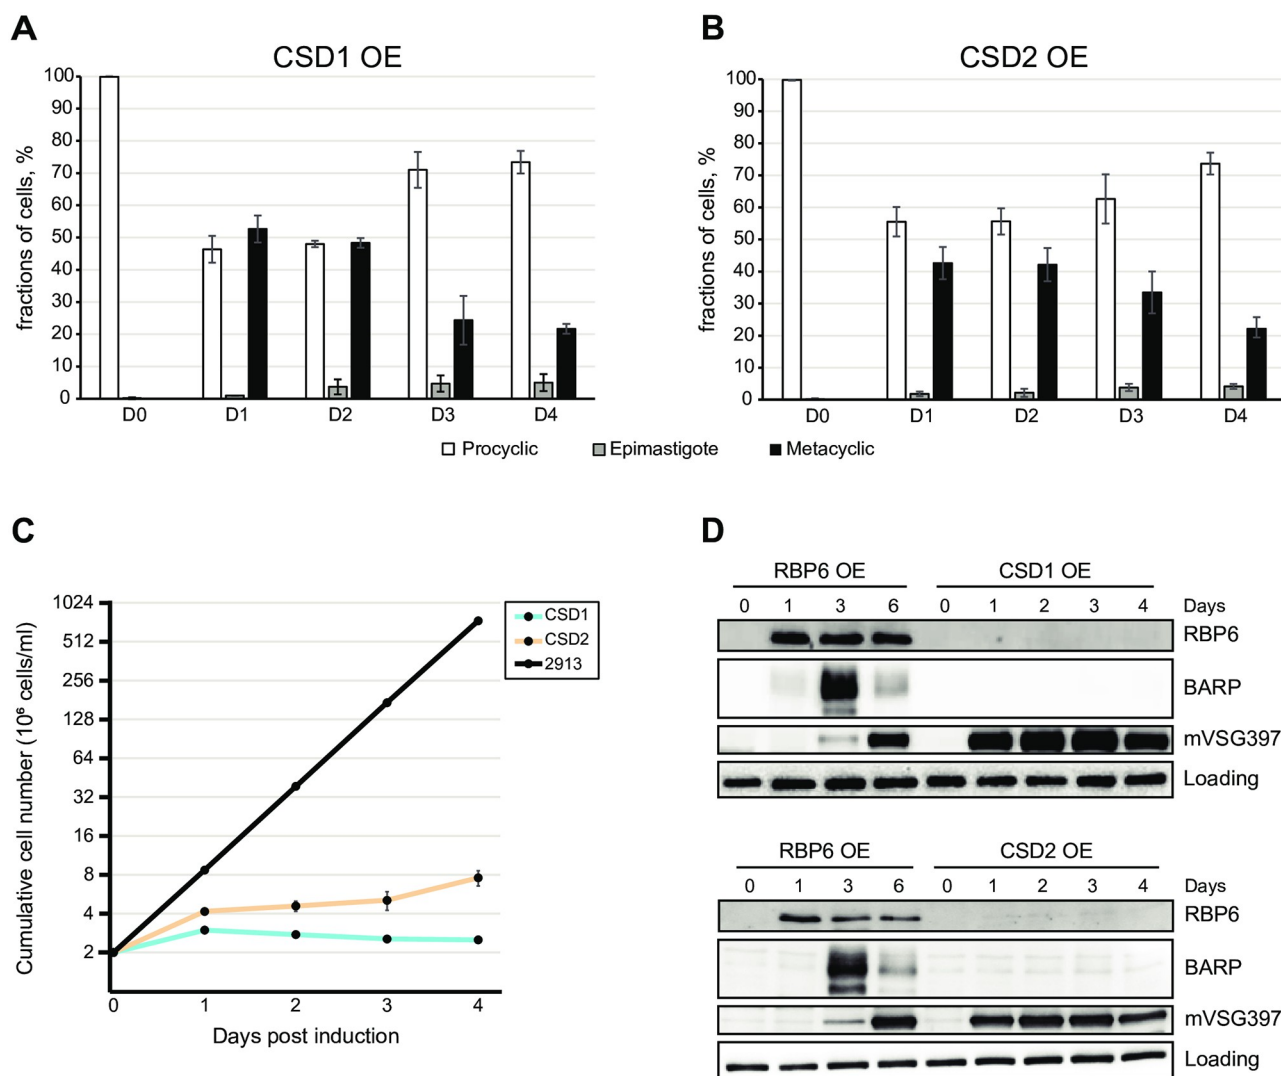 A
CSD1 OE
fractions of cells, %
100
90
80
70
60
50
40
30
20
10
0
D0 D1 D2 D3 D4
B
CSD2 OE
fractions of cells, %
100
90
80
70
60
50
40
30
20
10
0
D0 D1 D2 D3 D4
Procyclic Epimastigote Metacyclic
C
Cumulative cell number (10⁶ cells/ml)
1024
512
256
128
64
32
16
8
4
2
0 1 2 3 4
Days post induction
CSD1
CSD2
2913
D
RBP6 OE CSD1 OE
0 1 3 6 0 1 2 3 4 Days
RBP6
BARP
mVSG397
Loading
RBP6 OE CSD2 OE
0 1 3 6 0 1 2 3 4 Days
RBP6
BARP
mVSG397
Loading